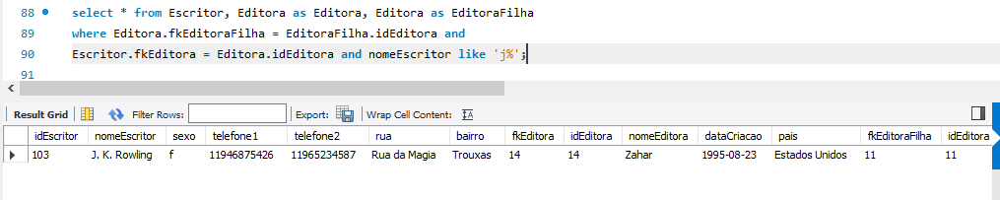 88 select * from Escritor, Editora as Editora, Editora as EditoraFilha
89 where Editora.fkEditoraFilha = EditoraFilha.idEditora and
90 Escritor.fkEditora = Editora.idEditora and nomeEscritor like 'j%';
91
Result Grid Filter Rows: Export: Wrap Cell Content:
idEscritor nomeEscritor sexo telefone1 telefone2 rua bairro fkEditora idEditora nomeEditora dataCriacao pais fkEditoraFilha idEditora
103 J. K. Rowling f 11946875426 11965234587 Rua da Magia Trouxas 14 14 Zahar 1995-08-23 Estados Unidos 11 11